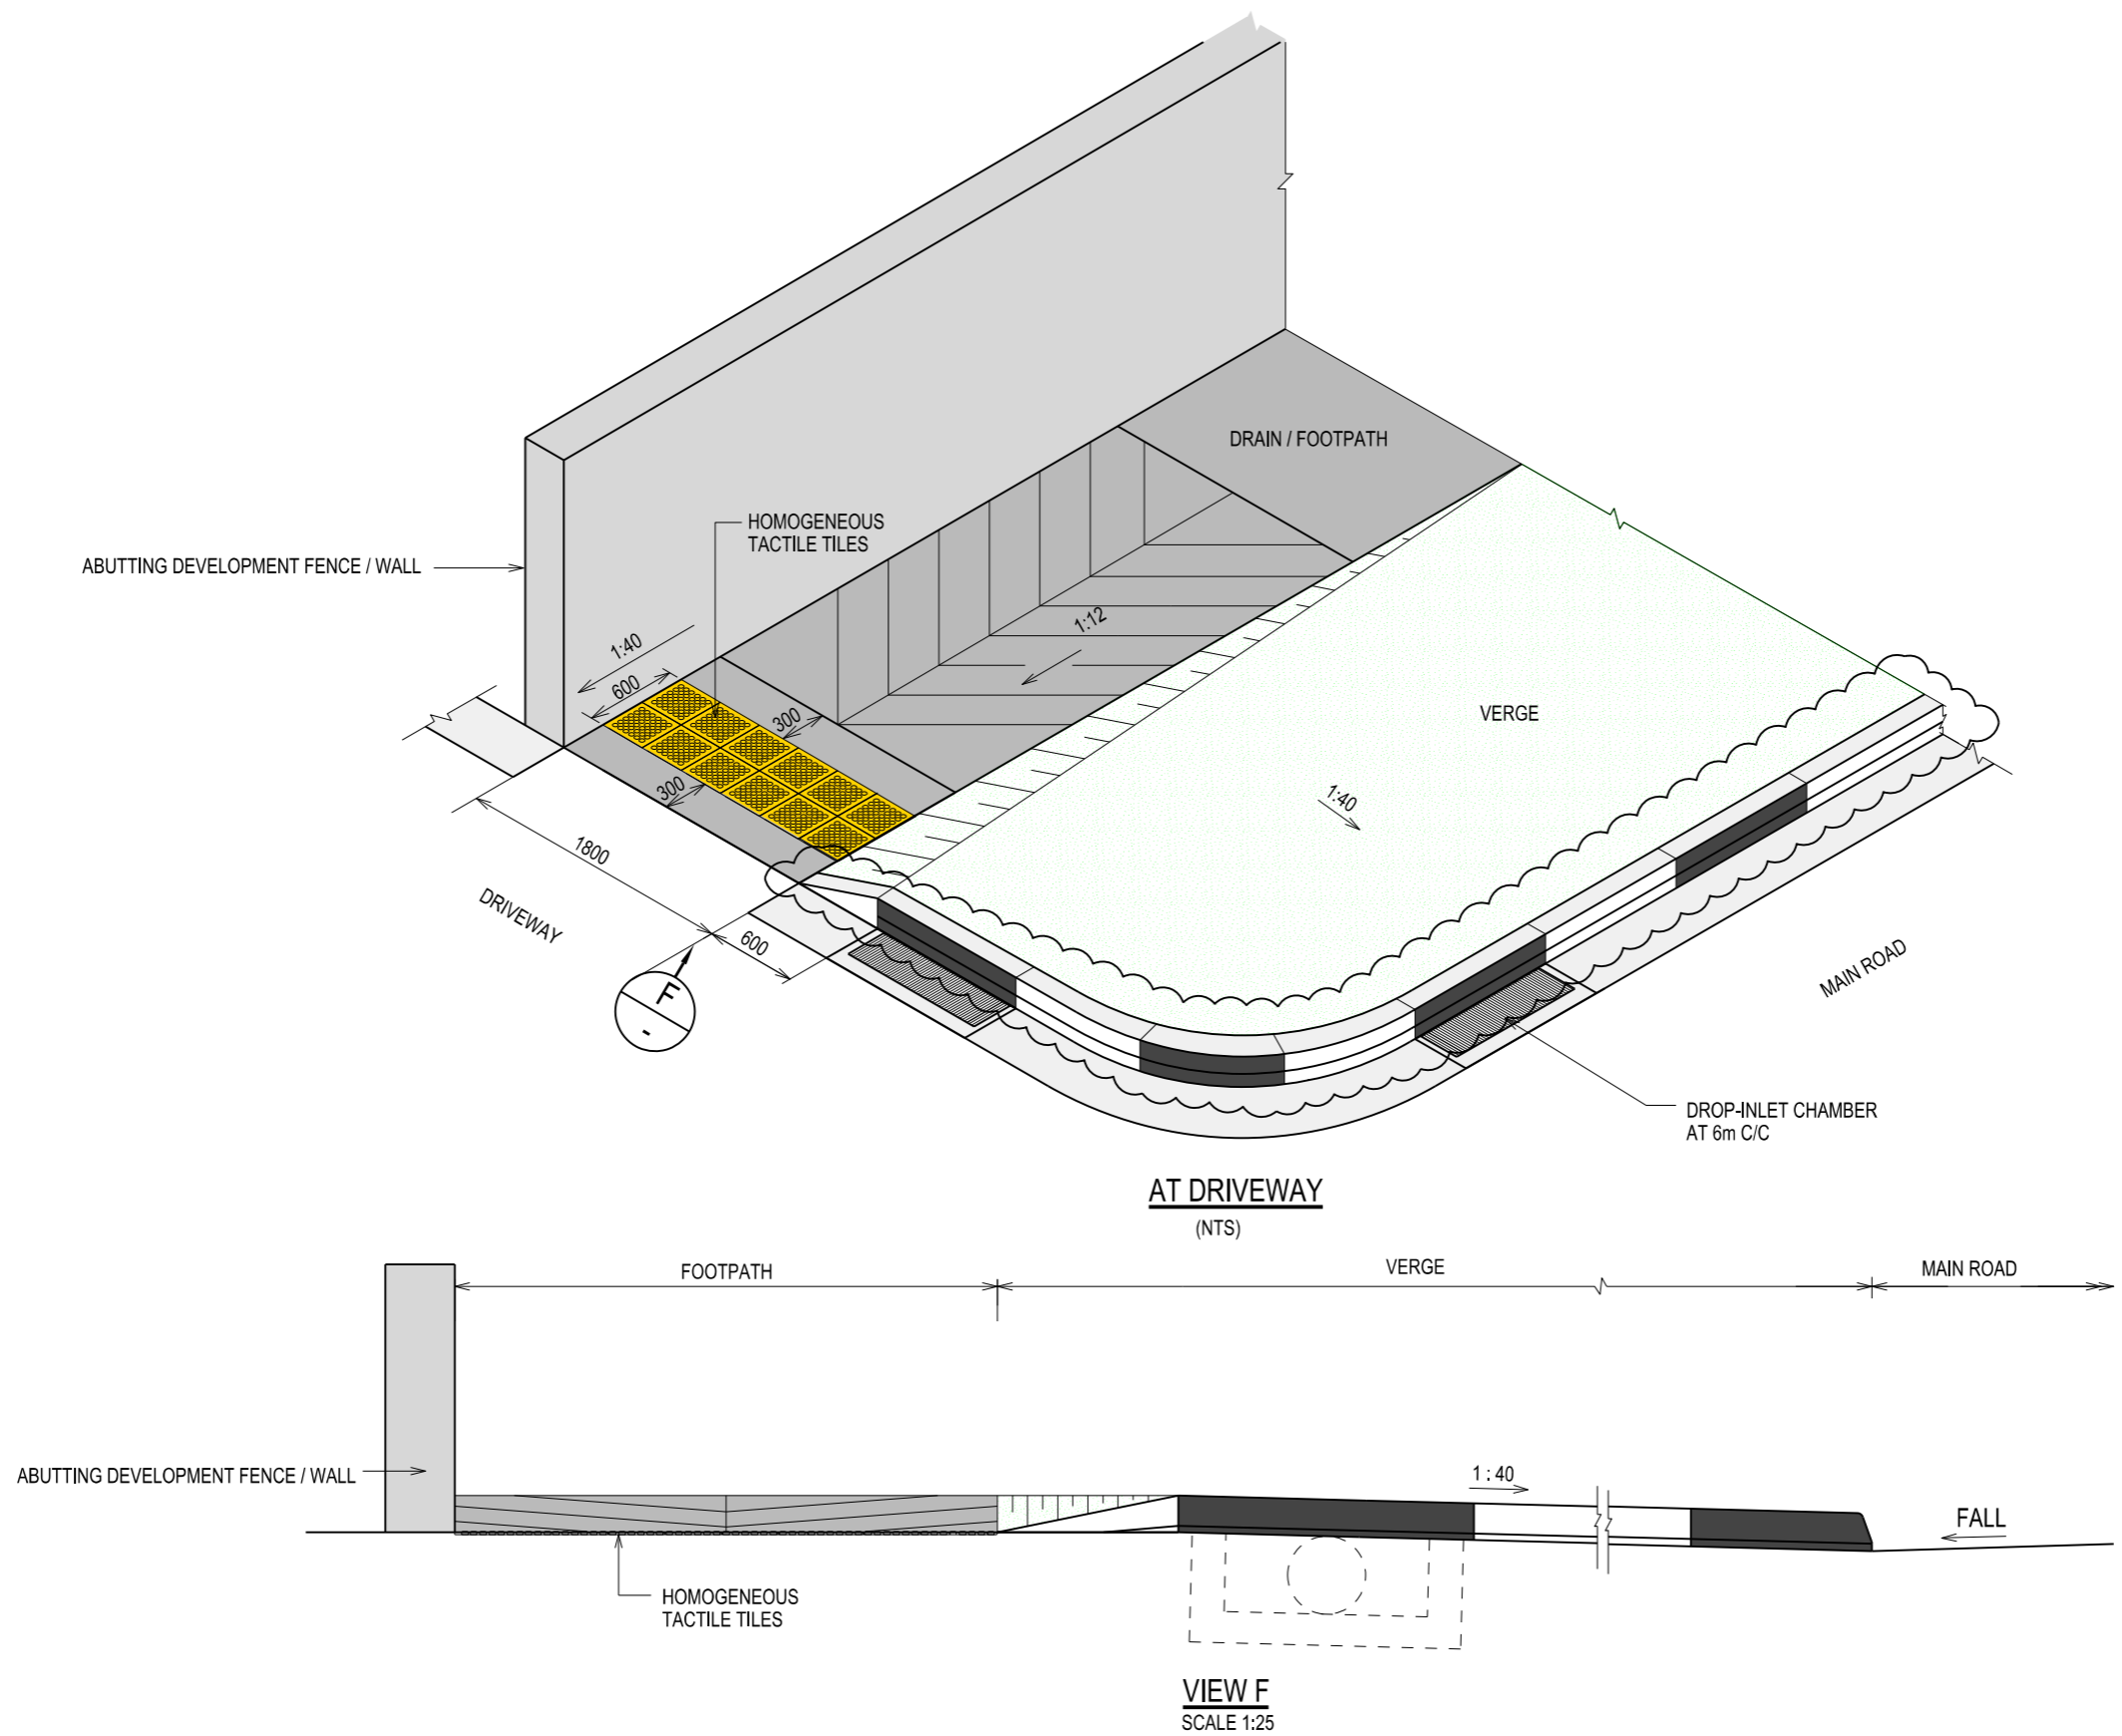 DRAIN / FOOTPATH
HOMOGENEOUS
TACTILE TILES
ABUTTING DEVELOPMENT FENCE / WALL
1:12
1:40
600
300
VERGE
300
1:40
1800
DRIVEWAY
600
MAIN ROAD
F
-
DROP-INLET CHAMBER
AT 6m C/C
AT DRIVEWAY
(NTS)
FOOTPATH
VERGE
MAIN ROAD
ABUTTING DEVELOPMENT FENCE / WALL
1 : 40
FALL
HOMOGENEOUS
TACTILE TILES
VIEW F
SCALE 1:25